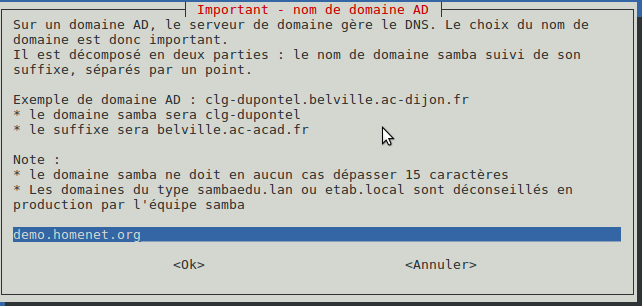 Important - nom de domaine AD
Sur un domaine AD, le serveur de domaine gère le DNS. Le choix du nom de
domaine est donc important.
Il est décomposé en deux parties : le nom de domaine samba suivi de son
suffixe, séparés par un point.
Exemple de domaine AD : clg-dupontel.belville.ac-dijon.fr
* le domaine samba sera clg-dupontel
* le suffixe sera belville.ac-acad.fr
Note :
* le domaine samba ne doit en aucun cas dépasser 15 caractères
* Les domaines du type sambaedu.lan ou etab.local sont déconseillés en
production par l'équipe samba
demo.homenet.org
<Ok> <Annuler>